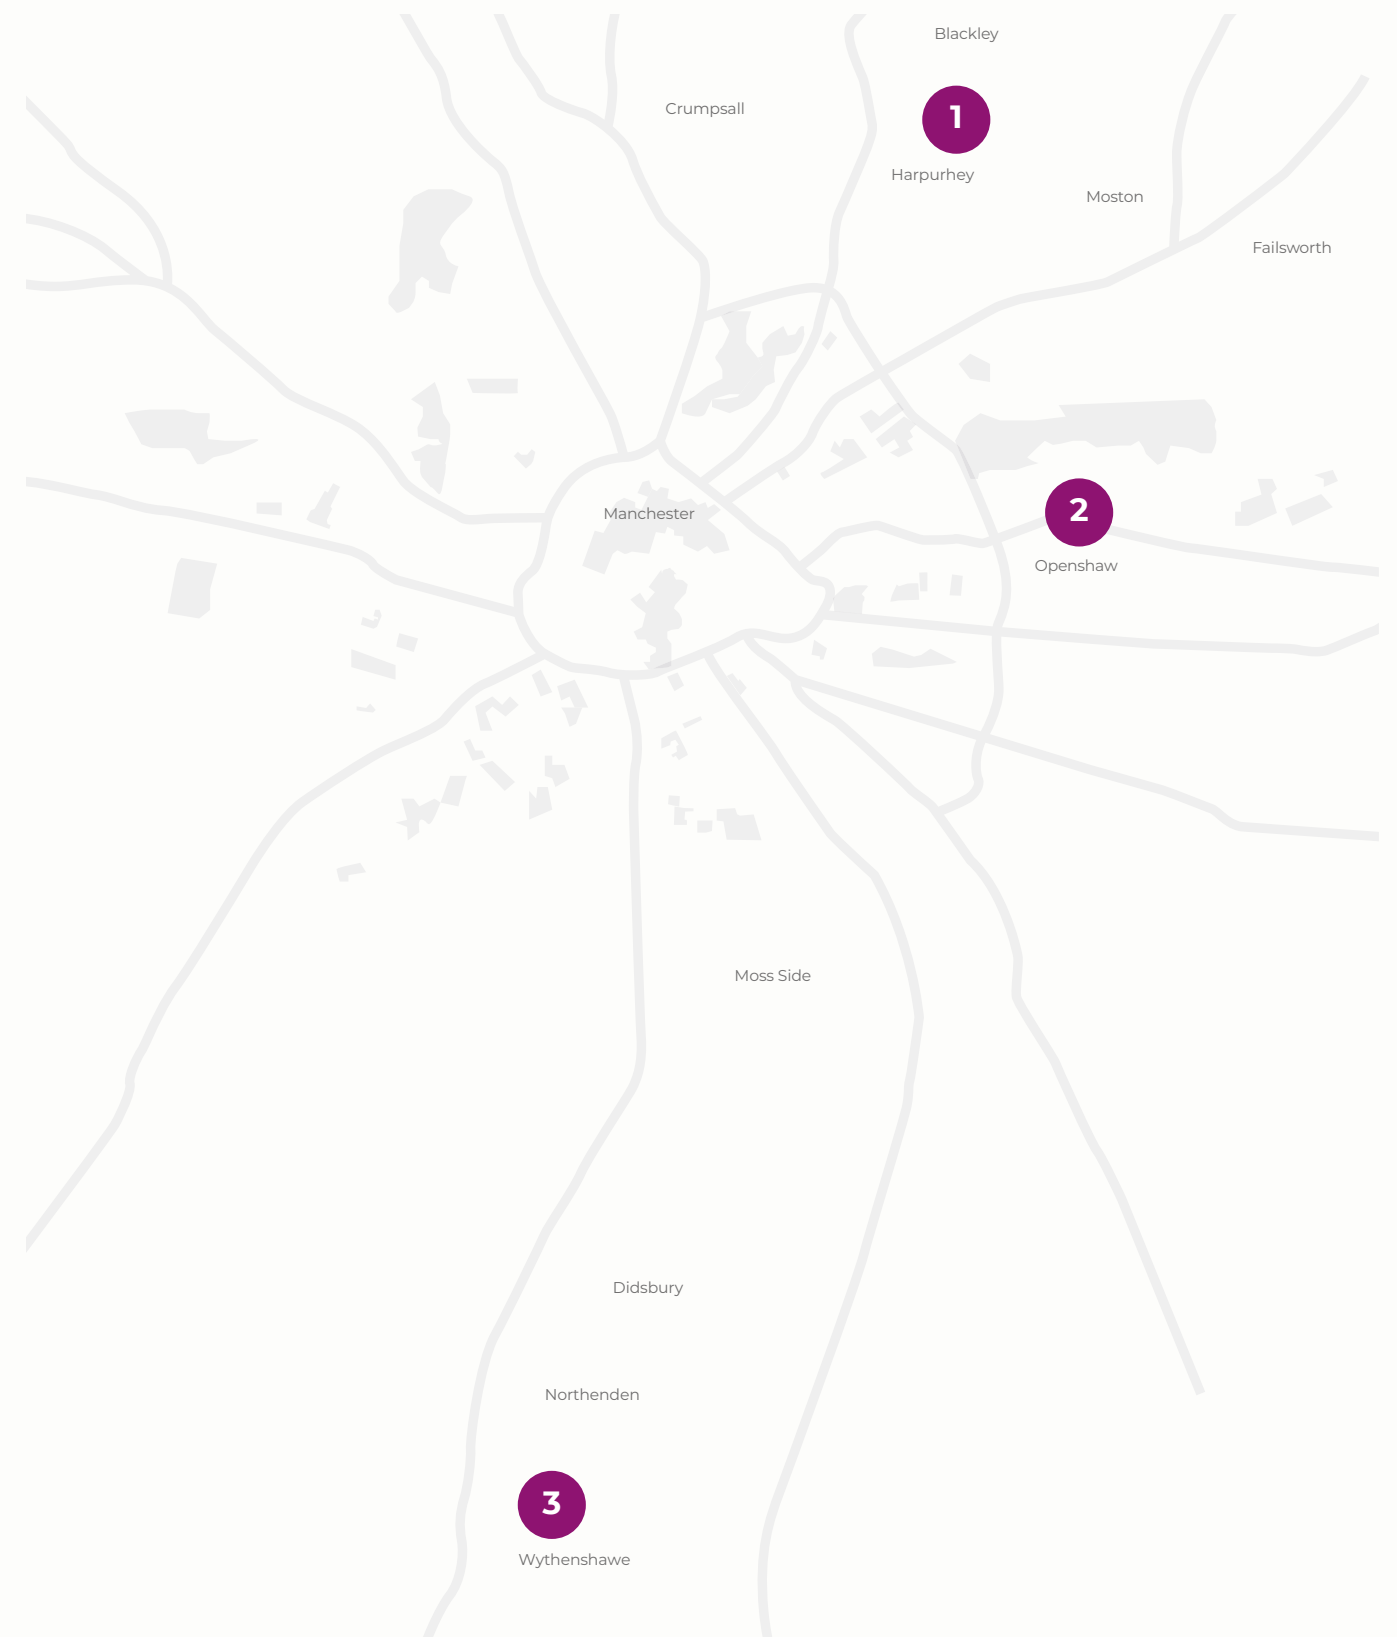 Blackley
Crumpsall
1
Harpurhey
Moston
Failsworth
Manchester
2
Openshaw
Moss Side
Didsbury
Northenden
3
Wythenshawe